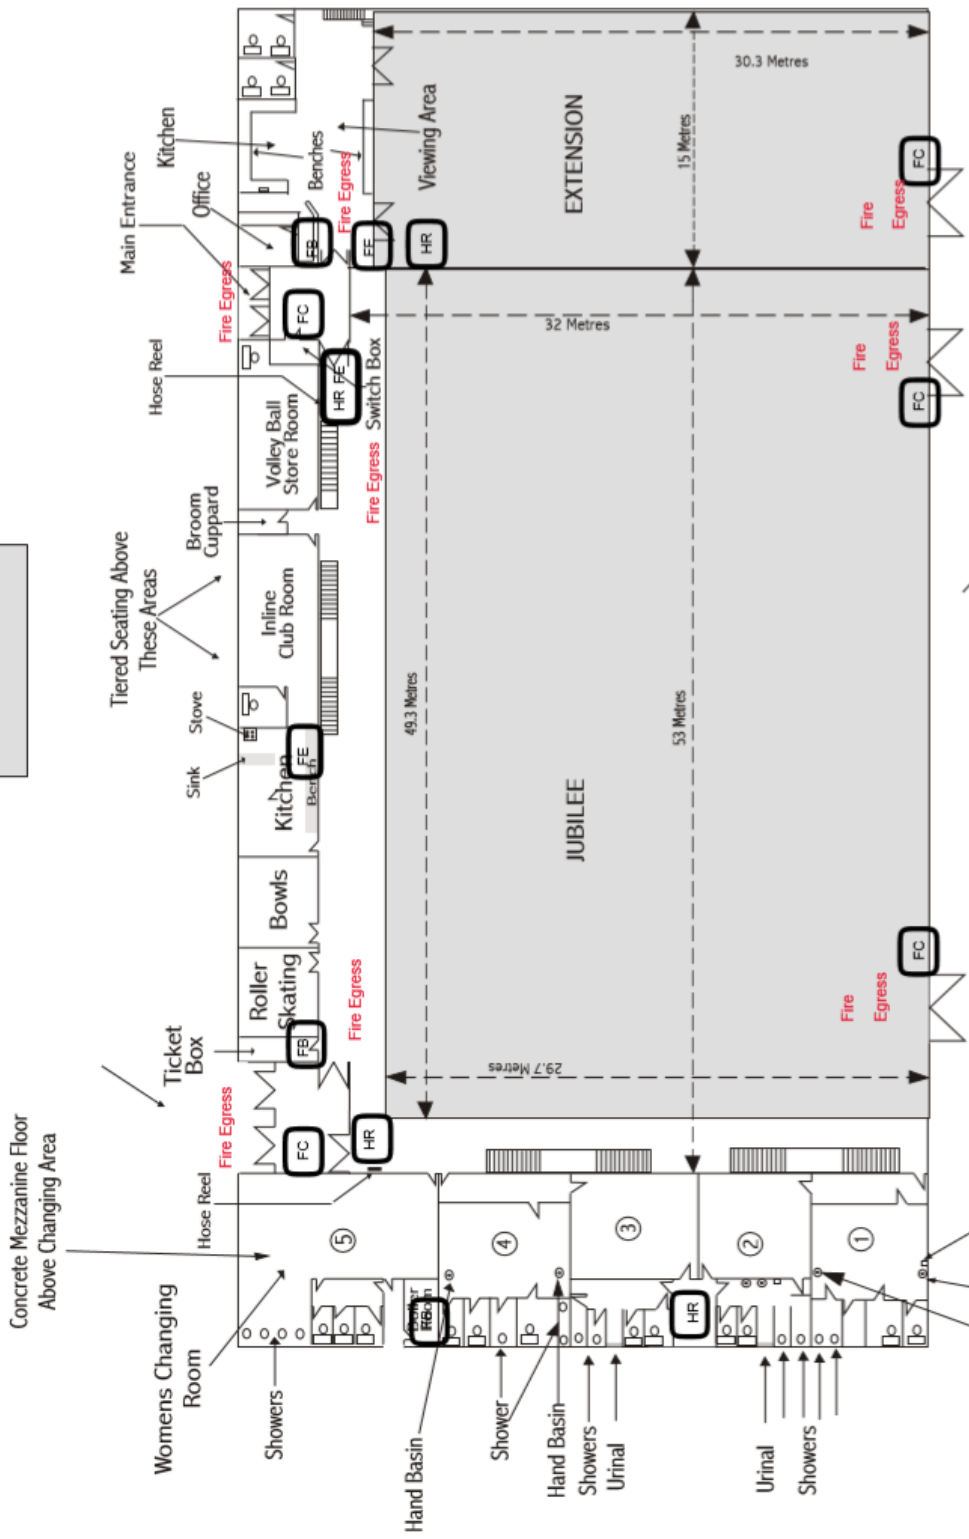 Concrete Mezzanine Floor
Above Changing Area
Womens Changing
Room
Showers
Hand Basin
Shower
Hand Basin
Showers
Urinal
Urinal
Showers
Hose Reel
Fire Egress
Ticket
Box
FC
HR
5
4
3
2
1
HR
Roller
Skating
FB
Fire Egress
Bowls
Kitchen
Bench
FE
Sink
Stove
Tiered Seating Above
These Areas
Inline
Club Room
Broom
Cuppard
Volley Ball
Store Room
Hose Reel
HR FE
Switch Box
Fire Egress
Fire Egress
Main Entrance
Office
Kitchen
Benches
Viewing Area
FC
FB
Fire Egress
FE
HR
JUBILEE
49.3 Metres
53 Metres
29.7 Metres
32 Metres
EXTENSION
15 Metres
30.3 Metres
Fire
Egress
FC
Fire
Egress
FC
Fire
Egress
FC
Room